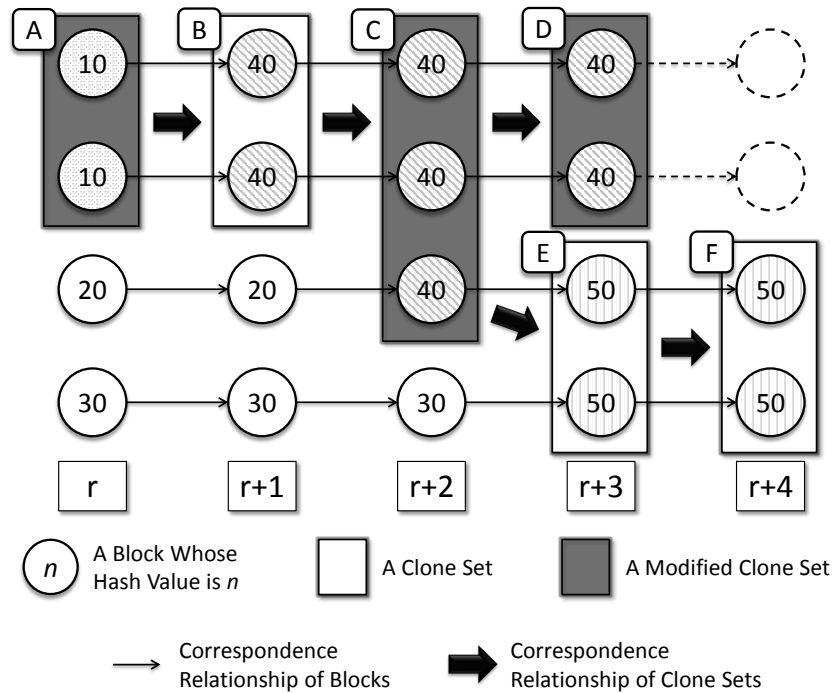 A B C D
10 40 40 40
10 40 40 40
E F
20 20 40 50 50
30 30 30 50 50
r r+1 r+2 r+3 r+4
n
A Block Whose
Hash Value is n
A Clone Set
A Modified Clone Set
Correspondence
Relationship of Blocks
Correspondence
Relationship of Clone Sets